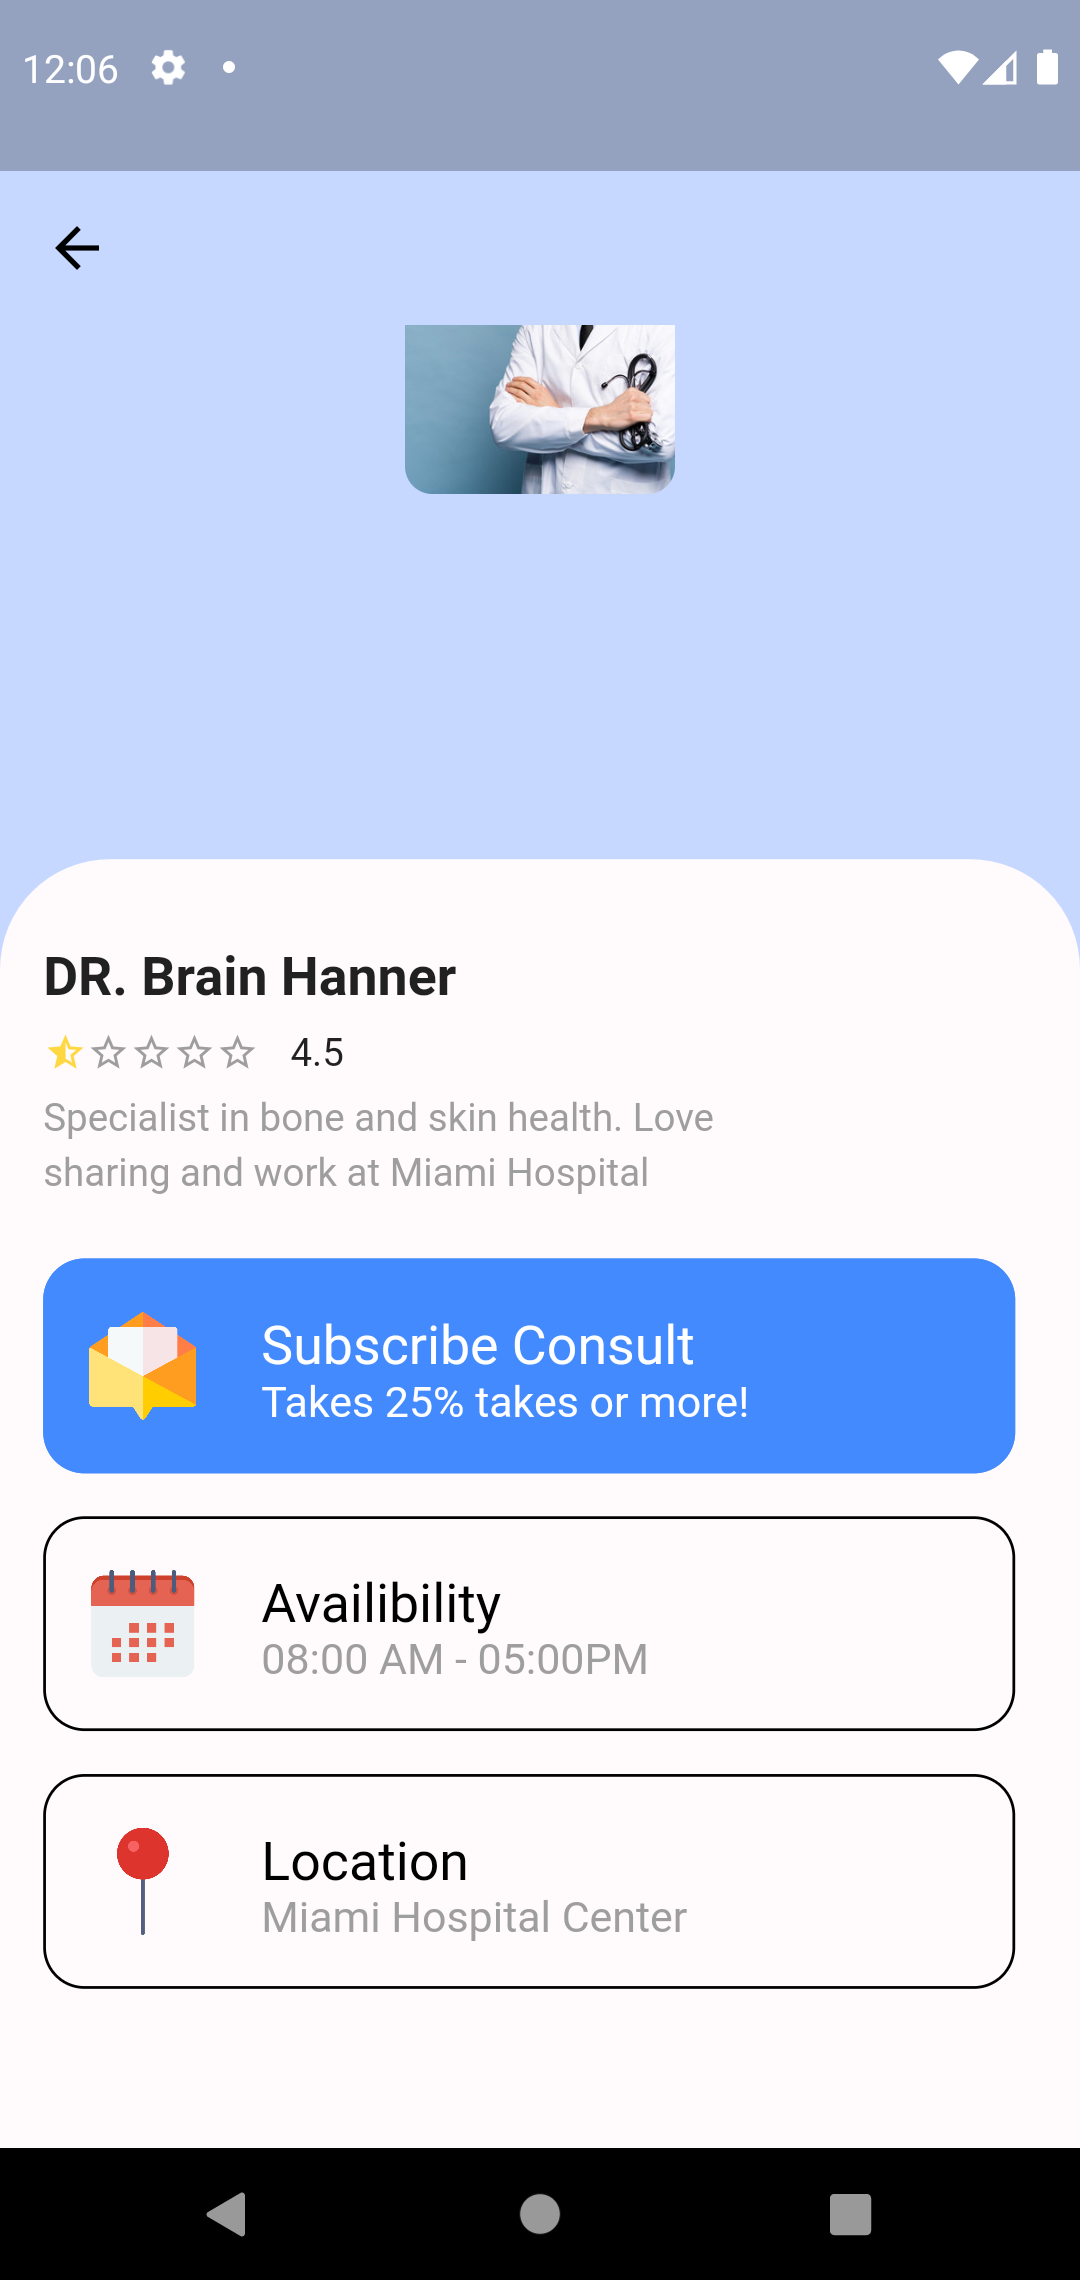 12:06
DR. Brain Hanner
4.5
Specialist in bone and skin health. Love
sharing and work at Miami Hospital
Subscribe Consult
Takes 25% takes or more!
Availibility
08:00 AM - 05:00PM
Location
Miami Hospital Center